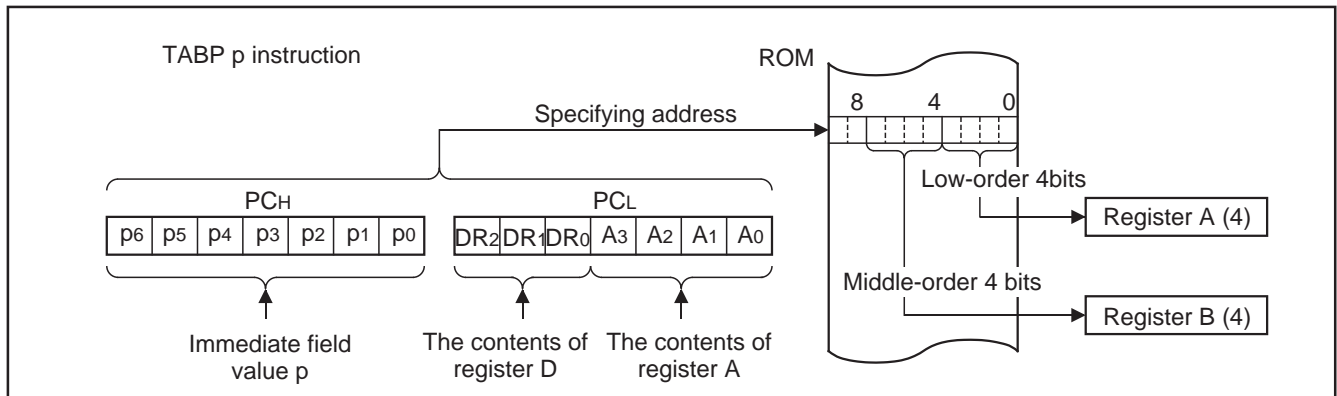 TABP p instruction
ROM
8 4 0
Specifying address
Low-order 4bits
PCH PCL
p6 p5 p4 p3 p2 p1 p0 DR2 DR1 DR0 A3 A2 A1 A0
Register A (4)
Middle-order 4 bits
Register B (4)
Immediate field
value p
The contents of
register D
The contents of
register A